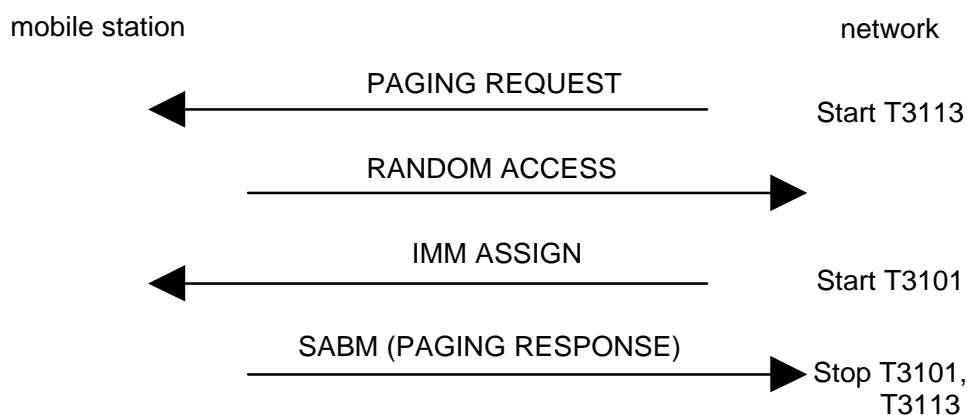 mobile station
network
PAGING REQUEST
Start T3113
RANDOM ACCESS
IMM ASSIGN
Start T3101
SABM (PAGING RESPONSE)
Stop T3101,
T3113